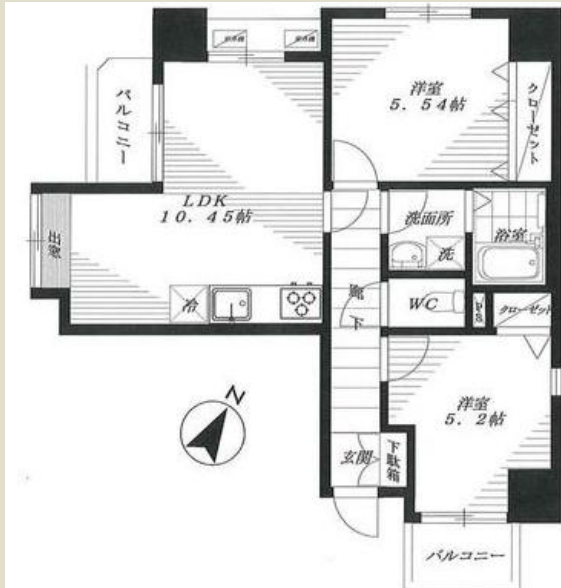 洋室
5.54帖
クローゼット
バルコニー
LDK
10.45帖
出窓
洗面所
洗
浴室
冷
廊下
WC
PS
クローゼット
N
洋室
5.2帖
玄関
下駄箱
バルコニー